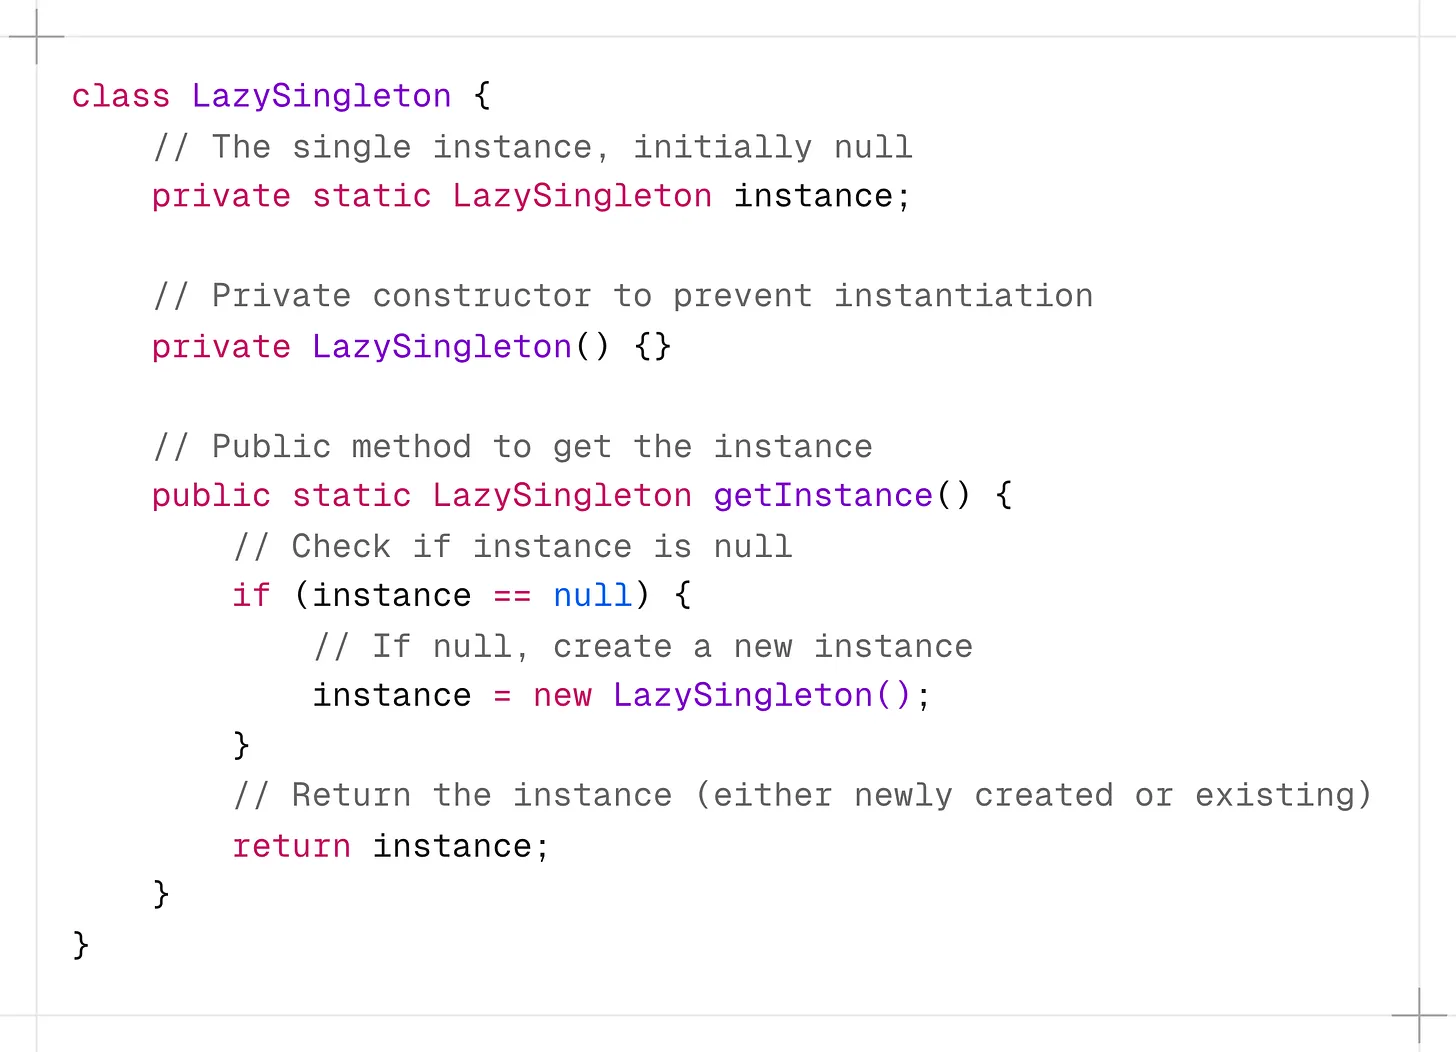 class LazySingleton {
    // The single instance, initially null
    private static LazySingleton instance;

    // Private constructor to prevent instantiation
    private LazySingleton() {}

    // Public method to get the instance
    public static LazySingleton getInstance() {
        // Check if instance is null
        if (instance == null) {
            // If null, create a new instance
            instance = new LazySingleton();
        }
        // Return the instance (either newly created or existing)
        return instance;
    }
}